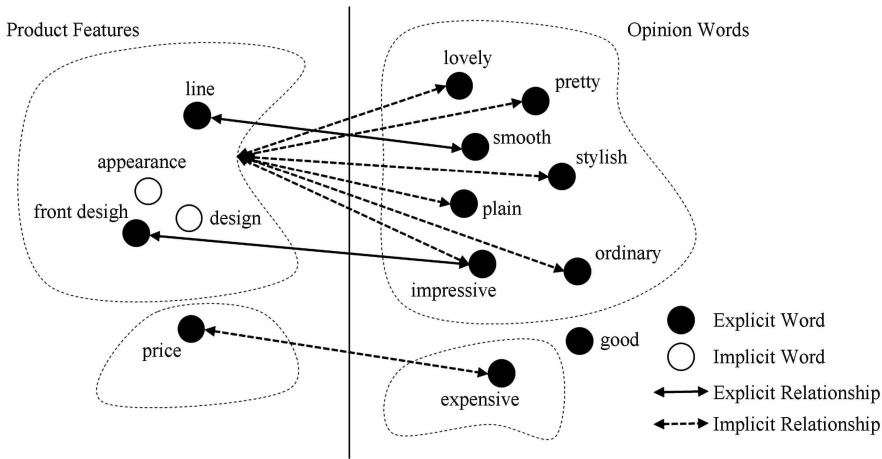 Product Features
Opinion Words
line
appearance
front desigh
design
price
lovely
pretty
smooth
stylish
plain
ordinary
impressive
good
expensive
Explicit Word
Implicit Word
Explicit Relationship
Implicit Relationship